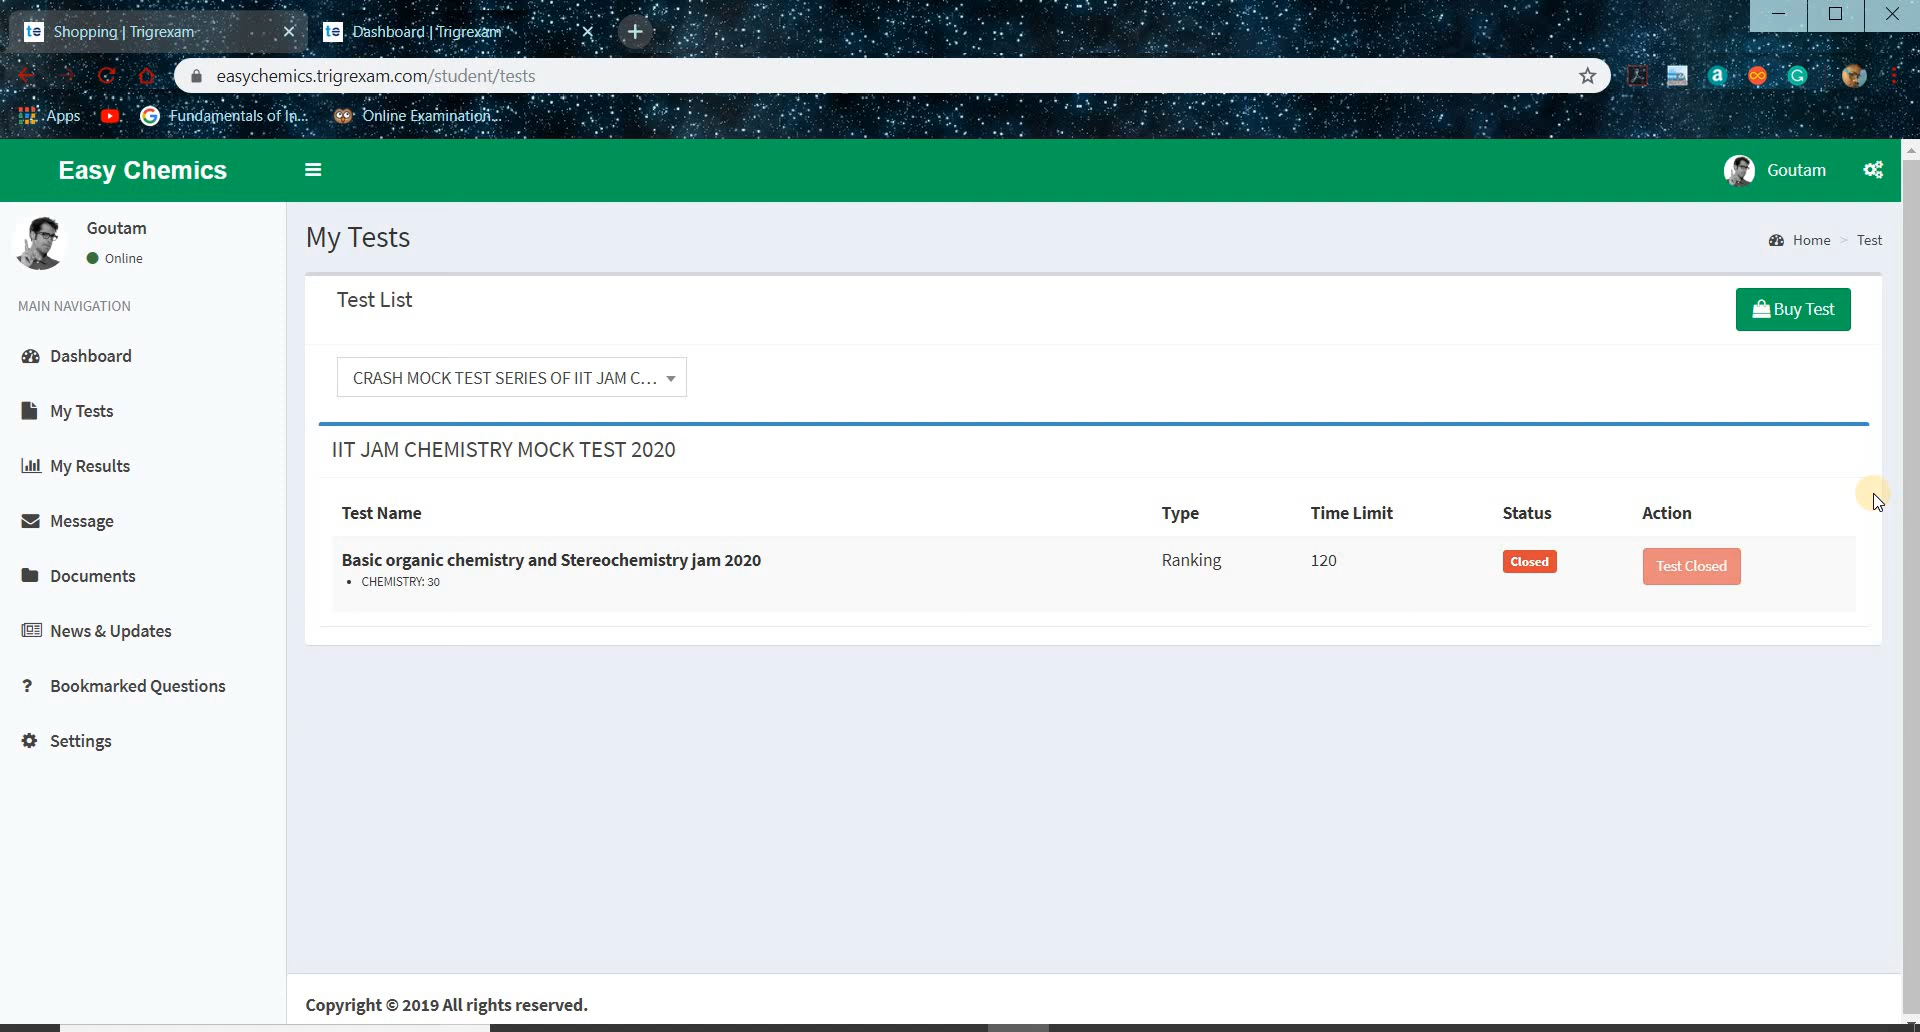 Shopping | Trigrexam
Dashboard | Trigrexam
easychemics.trigrexam.com/student/tests
Apps
Fundamentals of In...
Online Examination...
Easy Chemics
Goutam
Goutam
Online
My Tests
Home > Test
MAIN NAVIGATION
Test List
Buy Test
Dashboard
CRASH MOCK TEST SERIES OF IIT JAM C...
My Tests
IIT JAM CHEMISTRY MOCK TEST 2020
My Results
Test Name Type Time Limit Status Action
Message
Basic organic chemistry and Stereochemistry jam 2020 Ranking 120 Closed Test Closed
• CHEMISTRY: 30
Documents
News & Updates
Bookmarked Questions
Settings
Copyright © 2019 All rights reserved.